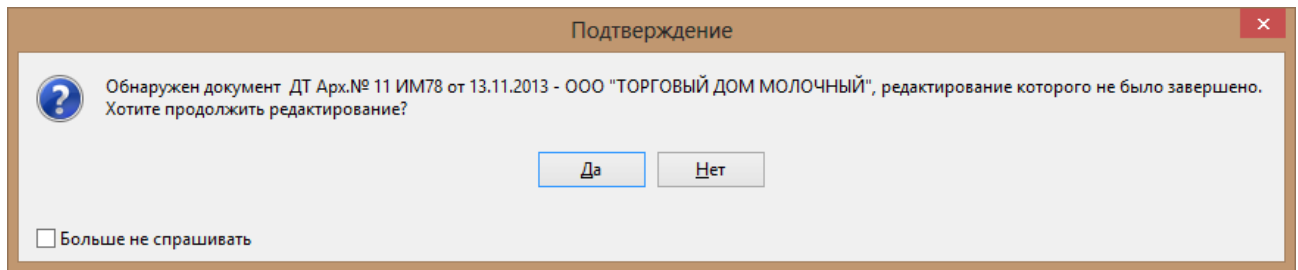 Подтверждение
Обнаружен документ  ДТ Арх.№ 11 ИМ78 от 13.11.2013 - ООО "ТОРГОВЫЙ ДОМ МОЛОЧНЫЙ", редактирование которого не было завершено.
Хотите продолжить редактирование?
Да Нет
Больше не спрашивать